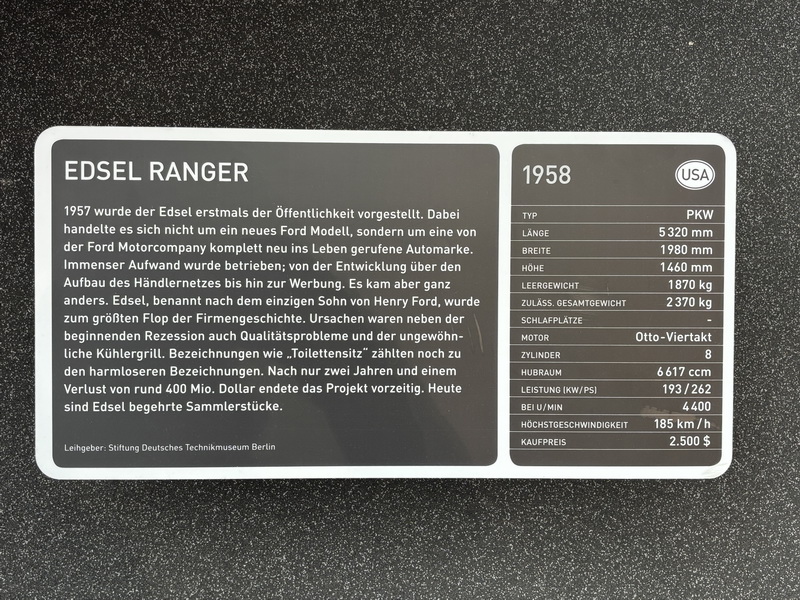 EDSEL RANGER
1957 wurde der Edsel erstmals der Öffentlichkeit vorgestellt. Dabei
handelte es sich nicht um ein neues Ford Modell, sondern um eine von
der Ford Motorcompany komplett neu ins Leben gerufene Automarke.
Immenser Aufwand wurde betrieben; von der Entwicklung über den
Aufbau des Händlernetzes bis hin zur Werbung. Es kam aber ganz
anders. Edsel, benannt nach dem einzigen Sohn von Henry Ford, wurde
zum größten Flop der Firmengeschichte. Ursachen waren neben der
beginnenden Rezession auch Qualitätsprobleme und der ungewöhn-
liche Kühlergrill. Bezeichnungen wie „Toilettensitz" zählten noch zu
den harmloseren Bezeichnungen. Nach nur zwei Jahren und einem
Verlust von rund 400 Mio. Dollar endete das Projekt vorzeitig. Heute
sind Edsel begehrte Sammlerstücke.
Leihgeber: Stiftung Deutsches Technikmuseum Berlin
1958 USA
TYP PKW
LÄNGE 5320 mm
BREITE 1980 mm
HÖHE 1460 mm
LEERGEWICHT 1870 kg
ZULÄSS. GESAMTGEWICHT 2370 kg
SCHLAFPLÄTZE -
MOTOR Otto-Viertakt
ZYLINDER 8
HUBRAUM 6617 ccm
LEISTUNG (KW/PS) 193/262
BEI U/MIN 4400
HÖCHSTGESCHWINDIGKEIT 185 km/h
KAUFPREIS 2.500 $